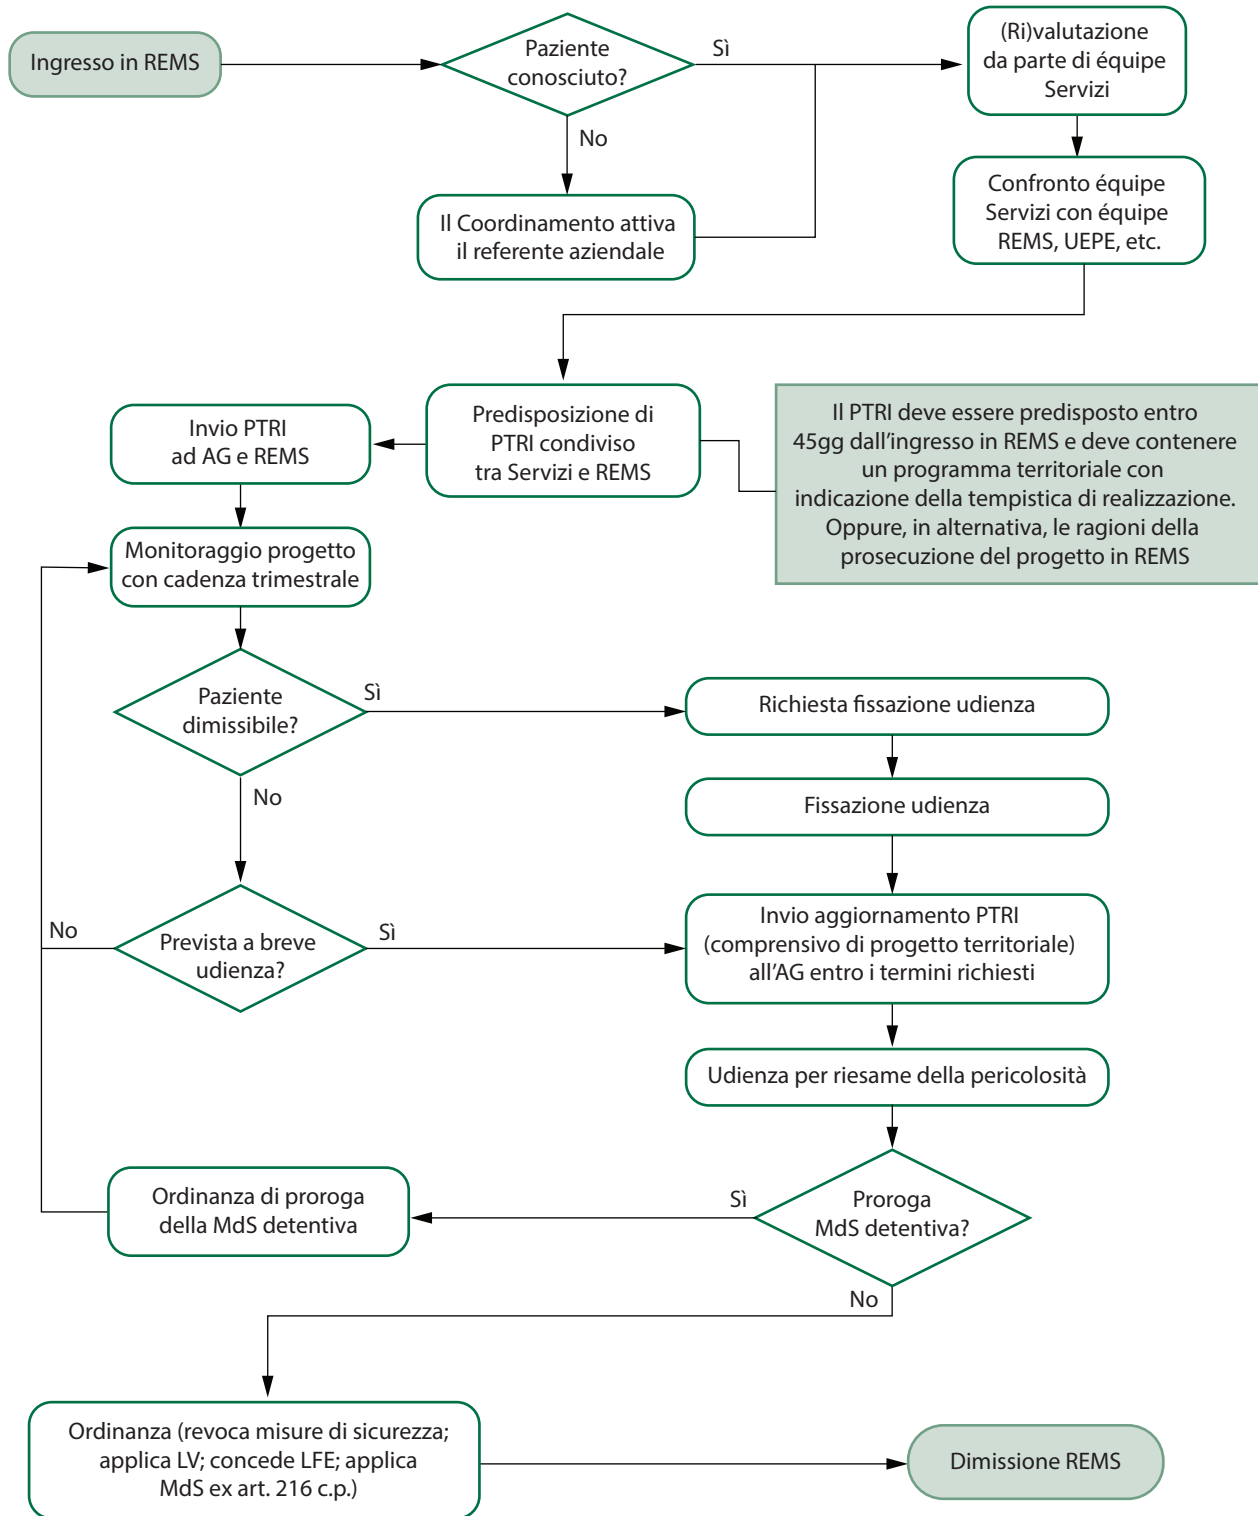 Ingresso in REMS
Paziente
conosciuto?
Sì
(Ri)valutazione
da parte di équipe
Servizi
No
Il Coordinamento attiva
il referente aziendale
Confronto équipe
Servizi con équipe
REMS, UEPE, etc.
Predisposizione di
PTRI condiviso
tra Servizi e REMS
Il PTRI deve essere predisposto entro
45gg dall’ingresso in REMS e deve contenere
un programma territoriale con
indicazione della tempistica di realizzazione.
Oppure, in alternativa, le ragioni della
prosecuzione del progetto in REMS
Invio PTRI
ad AG e REMS
Monitoraggio progetto
con cadenza trimestrale
Paziente
dimissibile?
Sì
Richiesta fissazione udienza
No
Fissazione udienza
No
Prevista a breve
udienza?
Sì
Invio aggiornamento PTRI
(comprensivo di progetto territoriale)
all’AG entro i termini richiesti
Udienza per riesame della pericolosità
Ordinanza di proroga
della MdS detentiva
Sì
Proroga
MdS detentiva?
No
Ordinanza (revoca misure di sicurezza;
applica LV; concede LFE; applica
MdS ex art. 216 c.p.)
Dimissione REMS